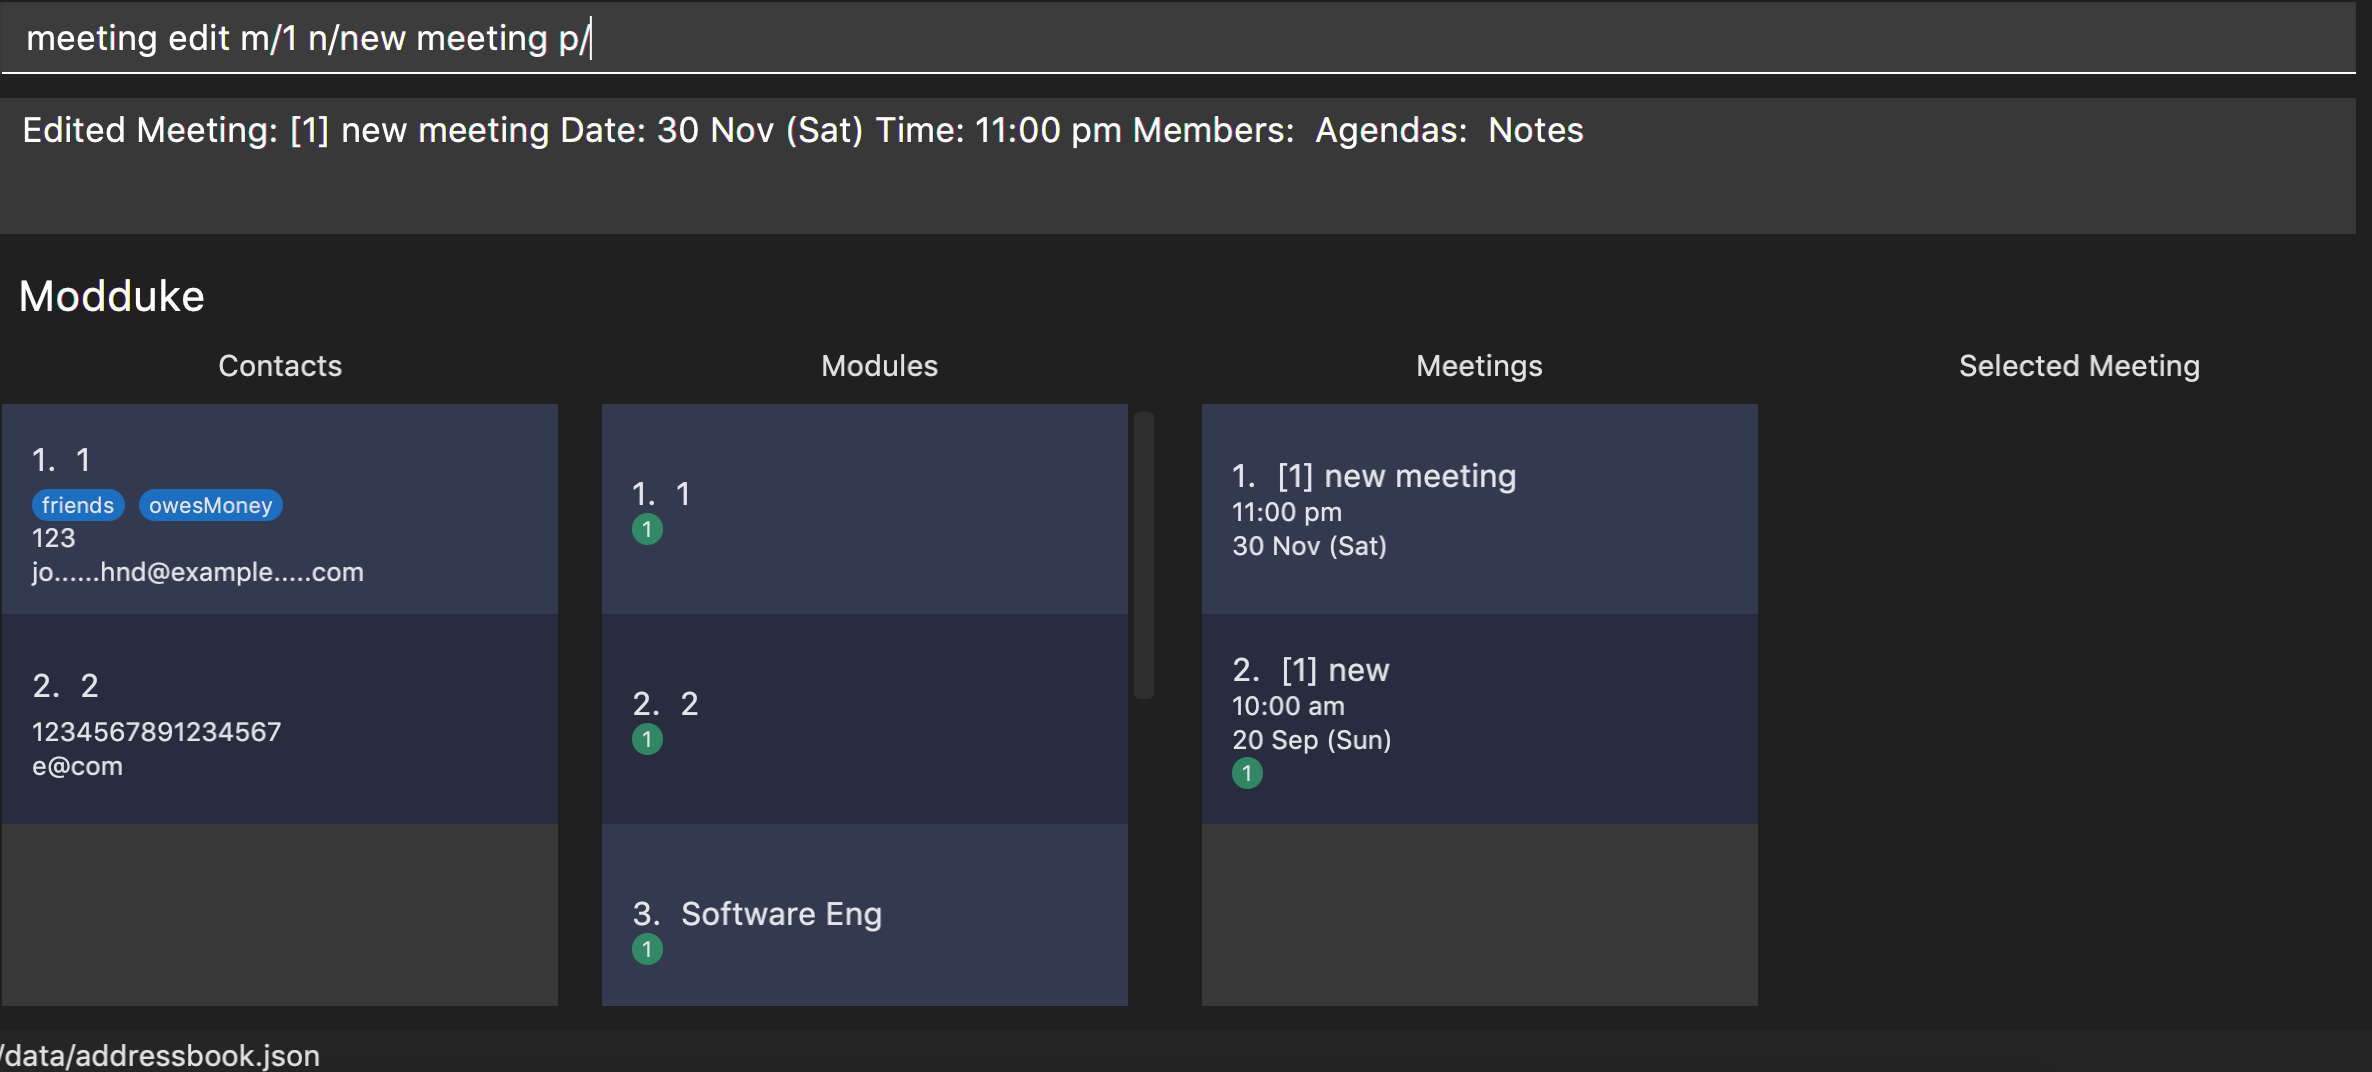 meeting edit m/1 n/new meeting p/
Edited Meeting: [1] new meeting Date: 30 Nov (Sat) Time: 11:00 pm Members:  Agendas:  Notes
Modduke
Contacts
1. 1
friends owesMoney
123
jo......hnd@example.....com
2. 2
1234567891234567
e@com
Modules
1. 1
1
2. 2
1
3. Software Eng
1
Meetings
1. [1] new meeting
11:00 pm
30 Nov (Sat)
2. [1] new
10:00 am
20 Sep (Sun)
1
Selected Meeting
/data/addressbook.json